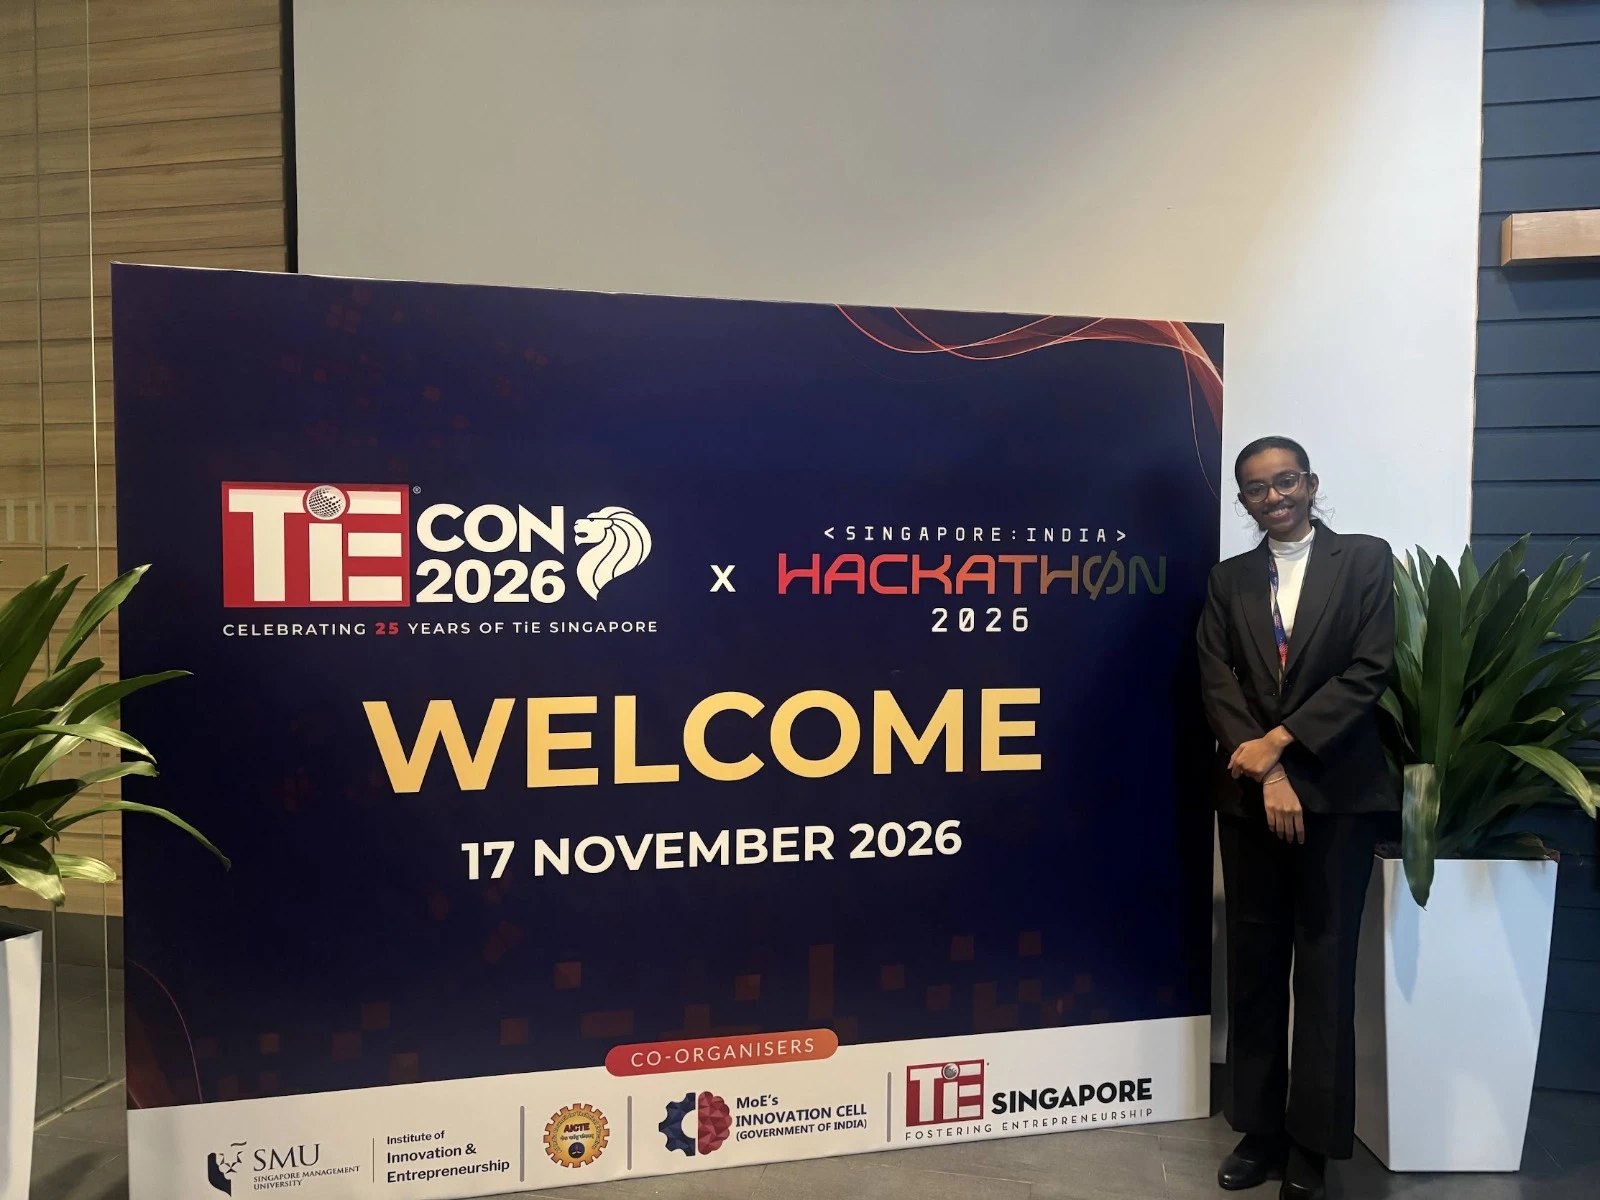 TiE CON
2026
CELEBRATING 25 YEARS OF TiE SINGAPORE
X
<SINGAPORE:INDIA>
HACKATHØN
2026
WELCOME
17 NOVEMBER 2026
CO-ORGANISERS
SMU
SINGAPORE MANAGEMENT
UNIVERSITY
Institute of
Innovation &
Entrepreneurship
AICTE
MoE's
INNOVATION CELL
(GOVERNMENT OF INDIA)
TiE SINGAPORE
FOSTERING ENTREPRENEURSHIP